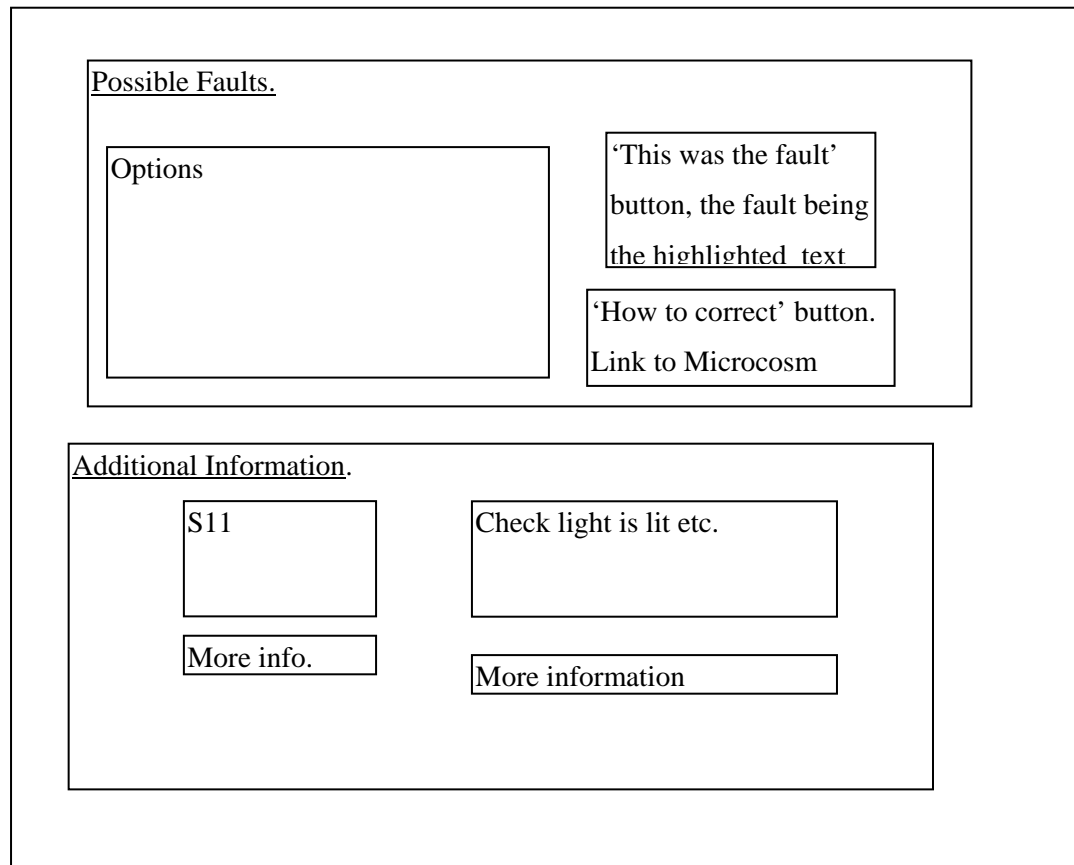 Possible Faults.
Options
‘This was the fault’
button, the fault being
the highlighted text
‘How to correct’ button.
Link to Microcosm
Additional Information.
S11
Check light is lit etc.
More info.
More information